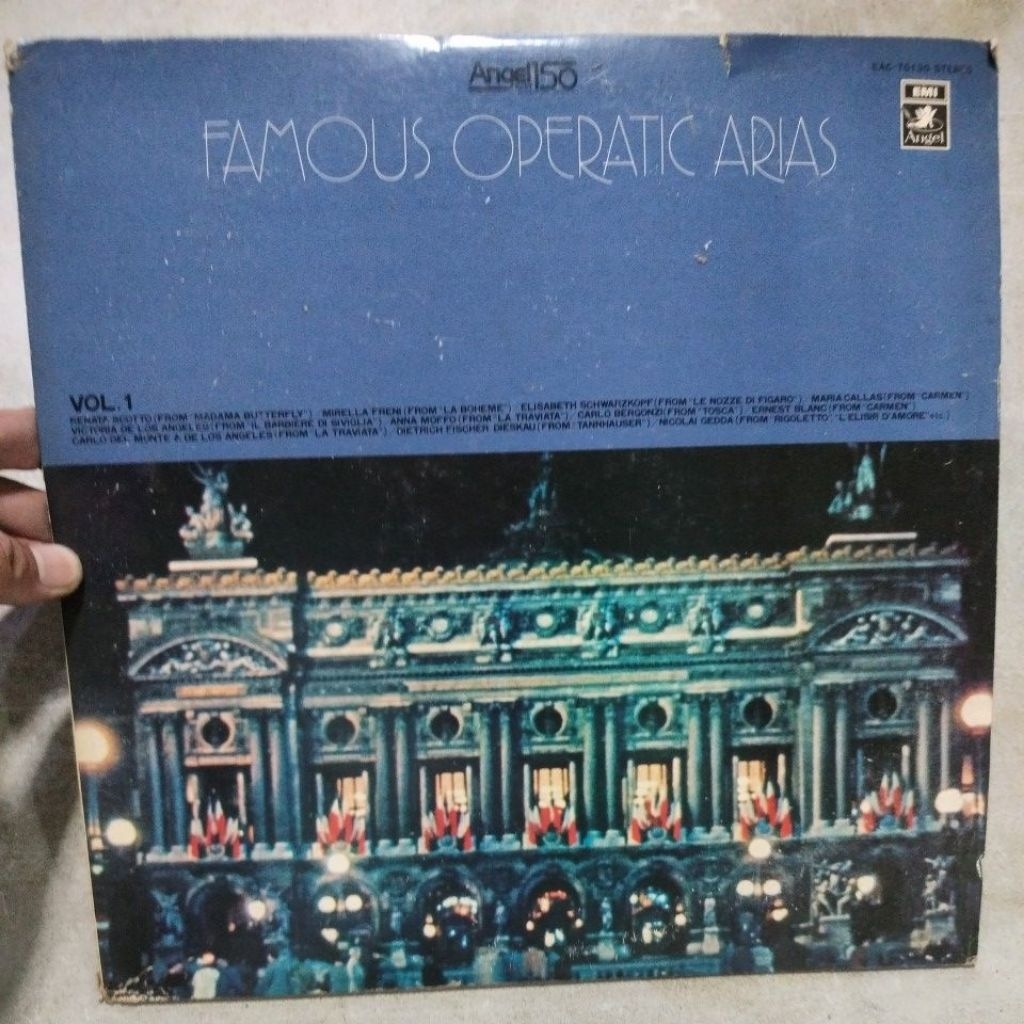 Angel 150
EAC-70199 STEREO
EMI
Angel
FAMOUS OPERATIC ARIAS
VOL. 1
RENATA SCOTTO (FROM "MADAMA BUTTERFLY") MIRELLA FRENI (FROM "LA BOHEME") ELISABETH SCHWARZKOPF (FROM "LE NOZZE DI FIGARO") MARIA CALLAS (FROM "CARMEN")
VICTORIA DE LOS ANGELES (FROM "IL BARBIERE DI SIVIGLIA") ANNA MOFFO (FROM "LA TRAVIATA") CARLO BERGONZI (FROM "TOSCA") ERNEST BLANC (FROM "CARMEN")
CARLO DEL MONTE & DE LOS ANGELES (FROM "LA TRAVIATA") DIETRICH FISCHER DIESKAU (FROM "TANNHAUSER") NICOLAI GEDDA (FROM "RIGOLETTO" "L'ELISIR D'AMORE" etc.)